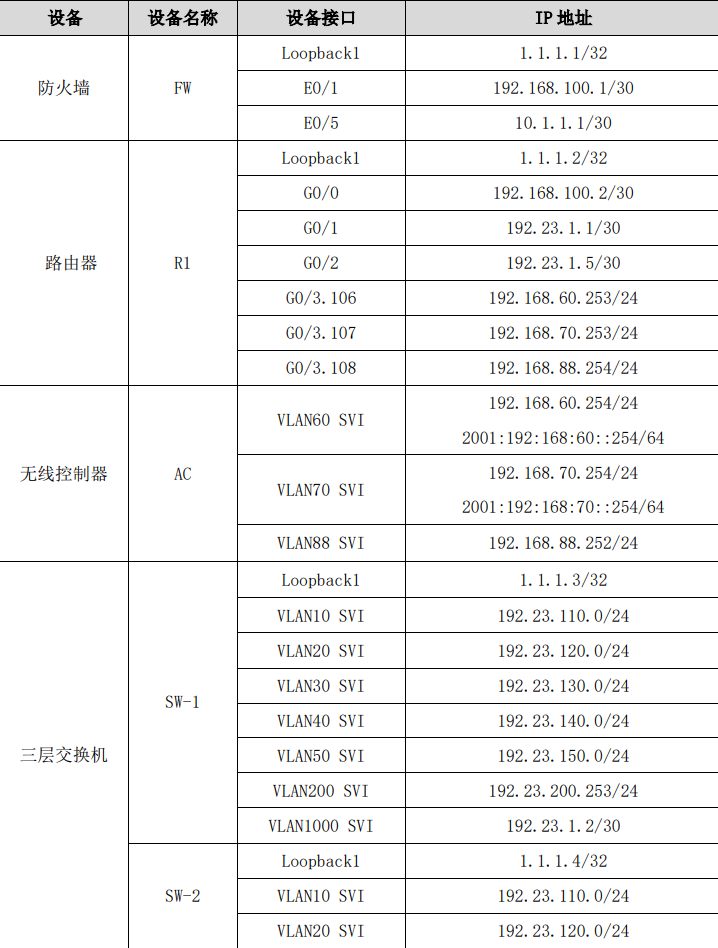 设备 设备名称 设备接口 IP 地址
防火墙 FW Loopback1 1.1.1.1/32
E0/1 192.168.100.1/30
E0/5 10.1.1.1/30
路由器 R1 Loopback1 1.1.1.2/32
G0/0 192.168.100.2/30
G0/1 192.23.1.1/30
G0/2 192.23.1.5/30
G0/3.106 192.168.60.253/24
G0/3.107 192.168.70.253/24
G0/3.108 192.168.88.254/24
无线控制器 AC VLAN60 SVI 192.168.60.254/24
2001:192:168:60::254/64
VLAN70 SVI 192.168.70.254/24
2001:192:168:70::254/64
VLAN88 SVI 192.168.88.252/24
三层交换机 SW-1 Loopback1 1.1.1.3/32
VLAN10 SVI 192.23.110.0/24
VLAN20 SVI 192.23.120.0/24
VLAN30 SVI 192.23.130.0/24
VLAN40 SVI 192.23.140.0/24
VLAN50 SVI 192.23.150.0/24
VLAN200 SVI 192.23.200.253/24
VLAN1000 SVI 192.23.1.2/30
SW-2 Loopback1 1.1.1.4/32
VLAN10 SVI 192.23.110.0/24
VLAN20 SVI 192.23.120.0/24